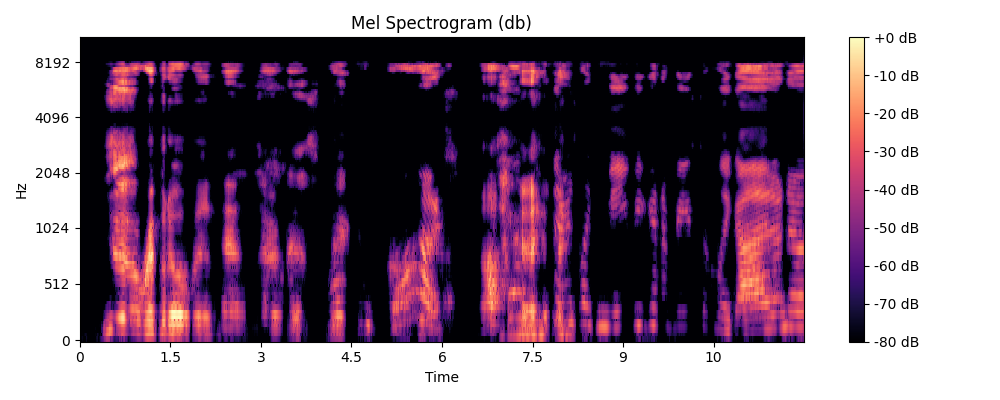 Mel Spectrogram (db)
+0 dB
8192
-10 dB
4096
-20 dB
-30 dB
Hz
2048
-40 dB
1024
-50 dB
-60 dB
512
-70 dB
0
-80 dB
0 1.5 3 4.5 6 7.5 9 10
Time